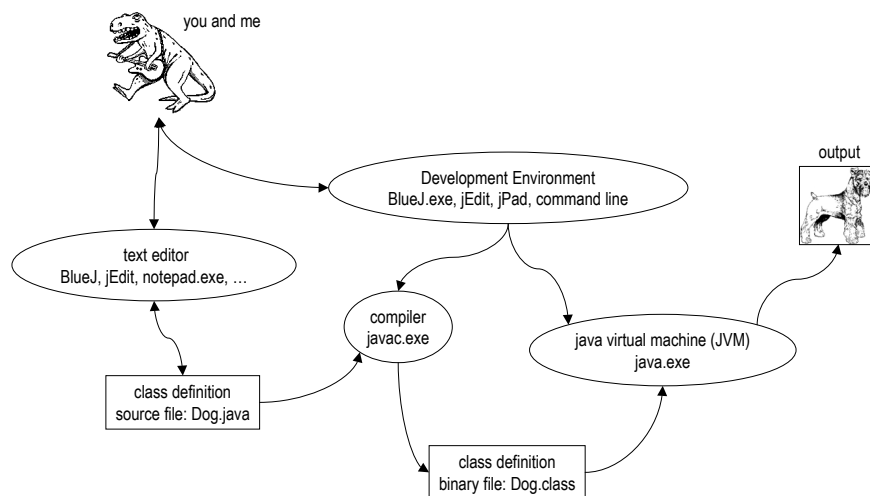 you and me
output
Development Environment
BlueJ.exe, jEdit, jPad, command line
text editor
BlueJ, jEdit, notepad.exe, …
compiler
javac.exe
java virtual machine (JVM)
java.exe
class definition
source file: Dog.java
class definition
binary file: Dog.class